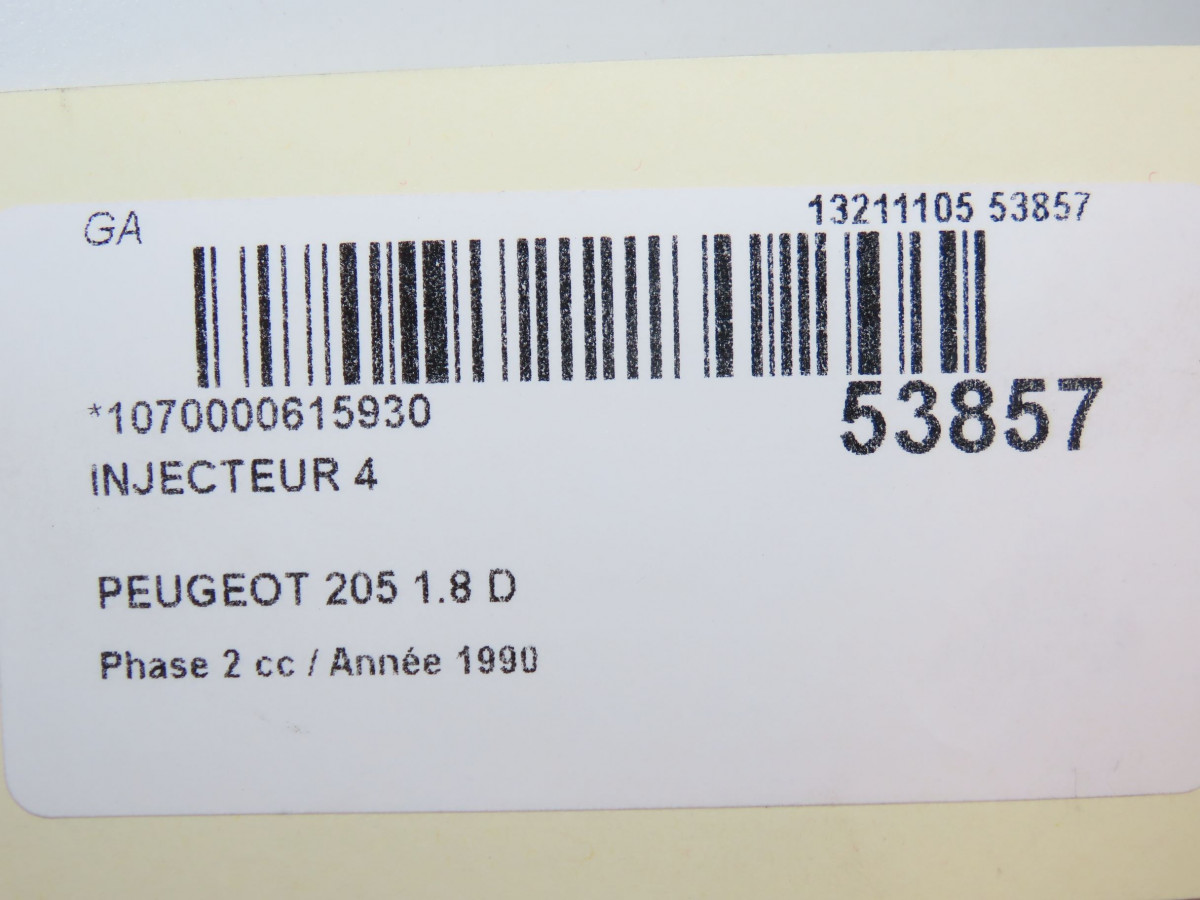 GA
13211105 53857
*1070000615930
53857
INJECTEUR 4
PEUGEOT 205 1.8 D
Phase 2 cc / Année 1990